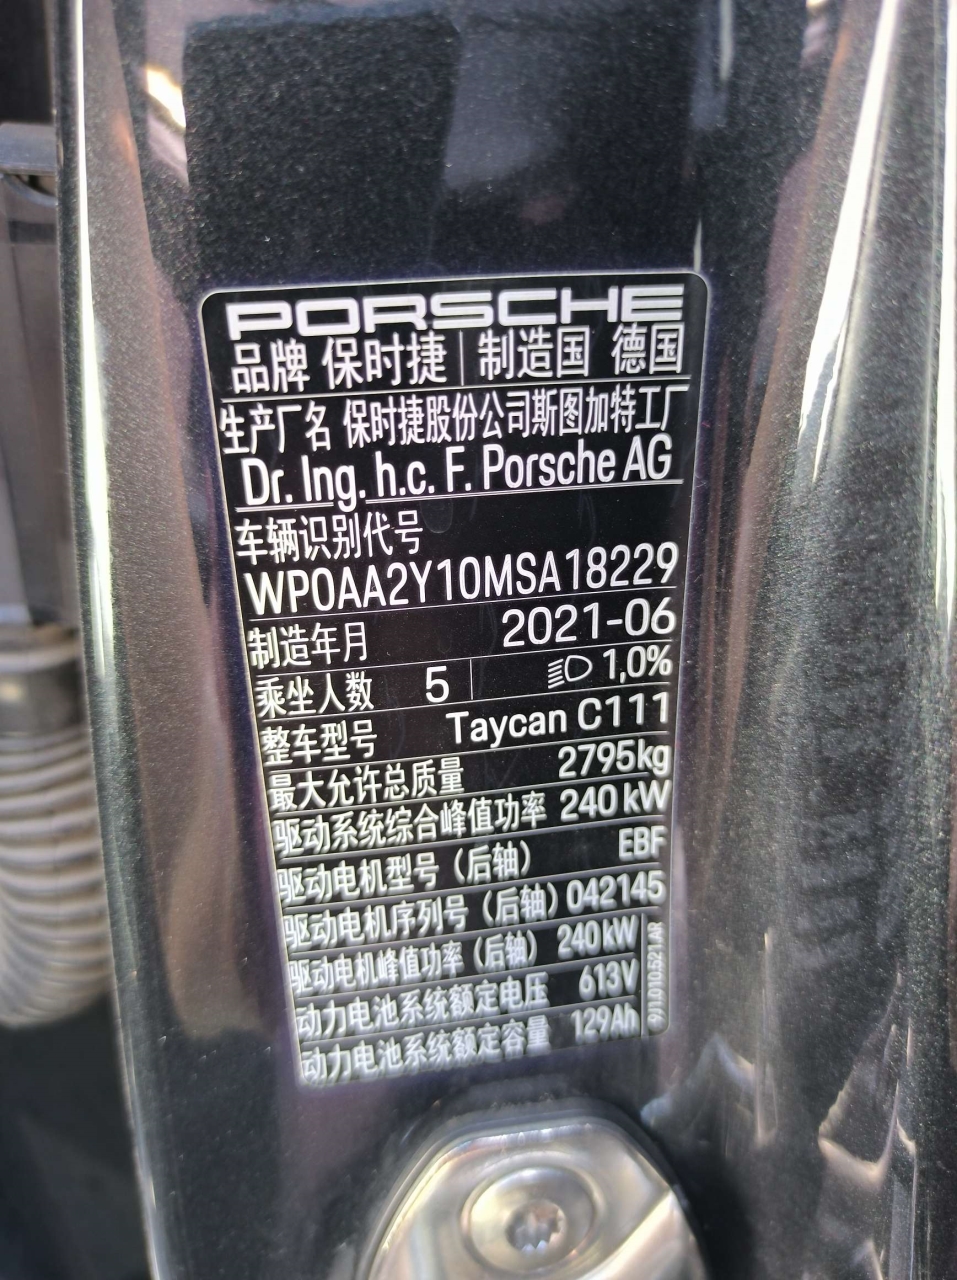 PORSCHE
品牌 保时捷 制造国 德国
生产厂名 保时捷股份公司斯图加特工厂
Dr. Ing. h.c. F. Porsche AG
车辆识别代号
WP0AA2Y10MSA18229
制造年月 2021-06
乘坐人数 5 1,0%
整车型号 Taycan C111
最大允许总质量 2795kg
驱动系统综合峰值功率 240kW
驱动电机型号（后轴） EBF
驱动电机序列号（后轴） 042145
驱动电机峰值功率（后轴） 240kW
动力电池系统额定电压 613V
动力电池系统额定容量 129Ah